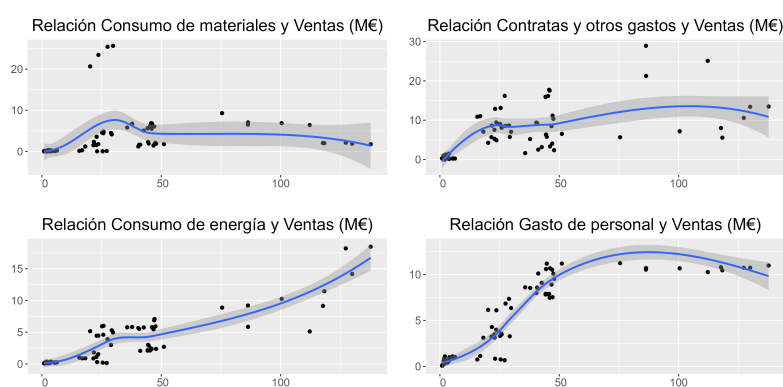 Relación Consumo de materiales y Ventas (M€)
20
10
0
0 50 100
Relación Contratas y otros gastos y Ventas (M€)
30
20
10
0
0 50 100
Relación Consumo de energía y Ventas (M€)
15
10
5
0
0 50 100
Relación Gasto de personal y Ventas (M€)
10
5
0
0 50 100